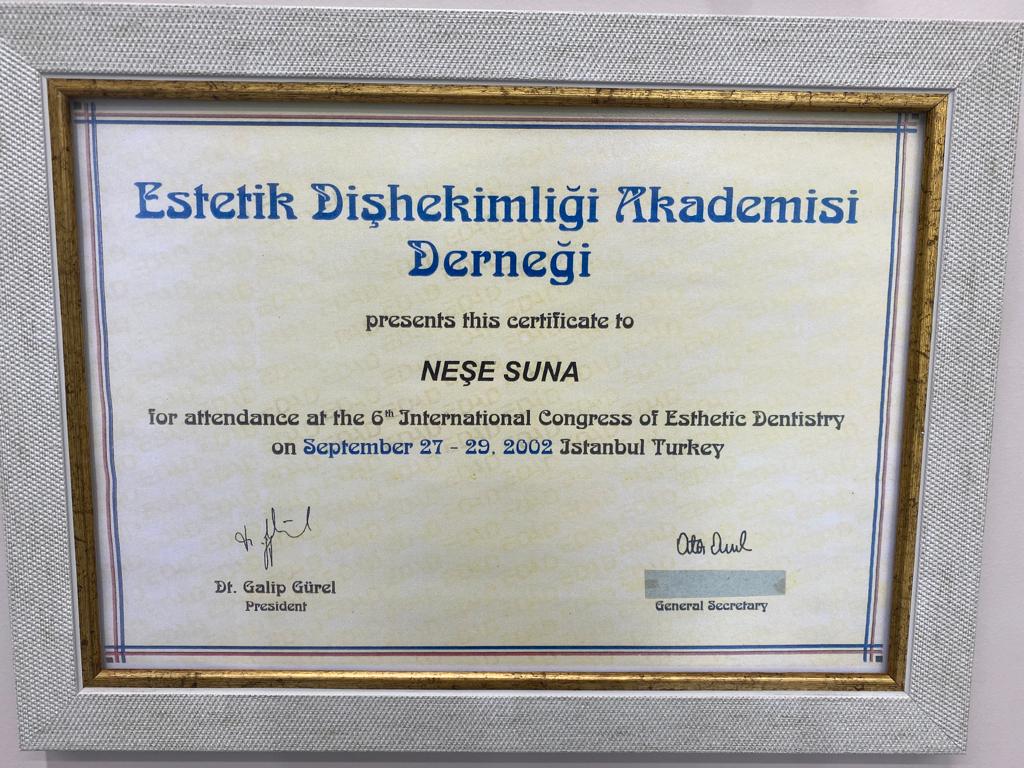 Estetik Dişhekimliği Akademisi
Derneği
presents this certificate to
NEŞE SUNA
for attendance at the 6th International Congress of Esthetic Dentistry
on September 27 - 29, 2002 Istanbul Turkey
Dt. Galip Gürel
President
General Secretary